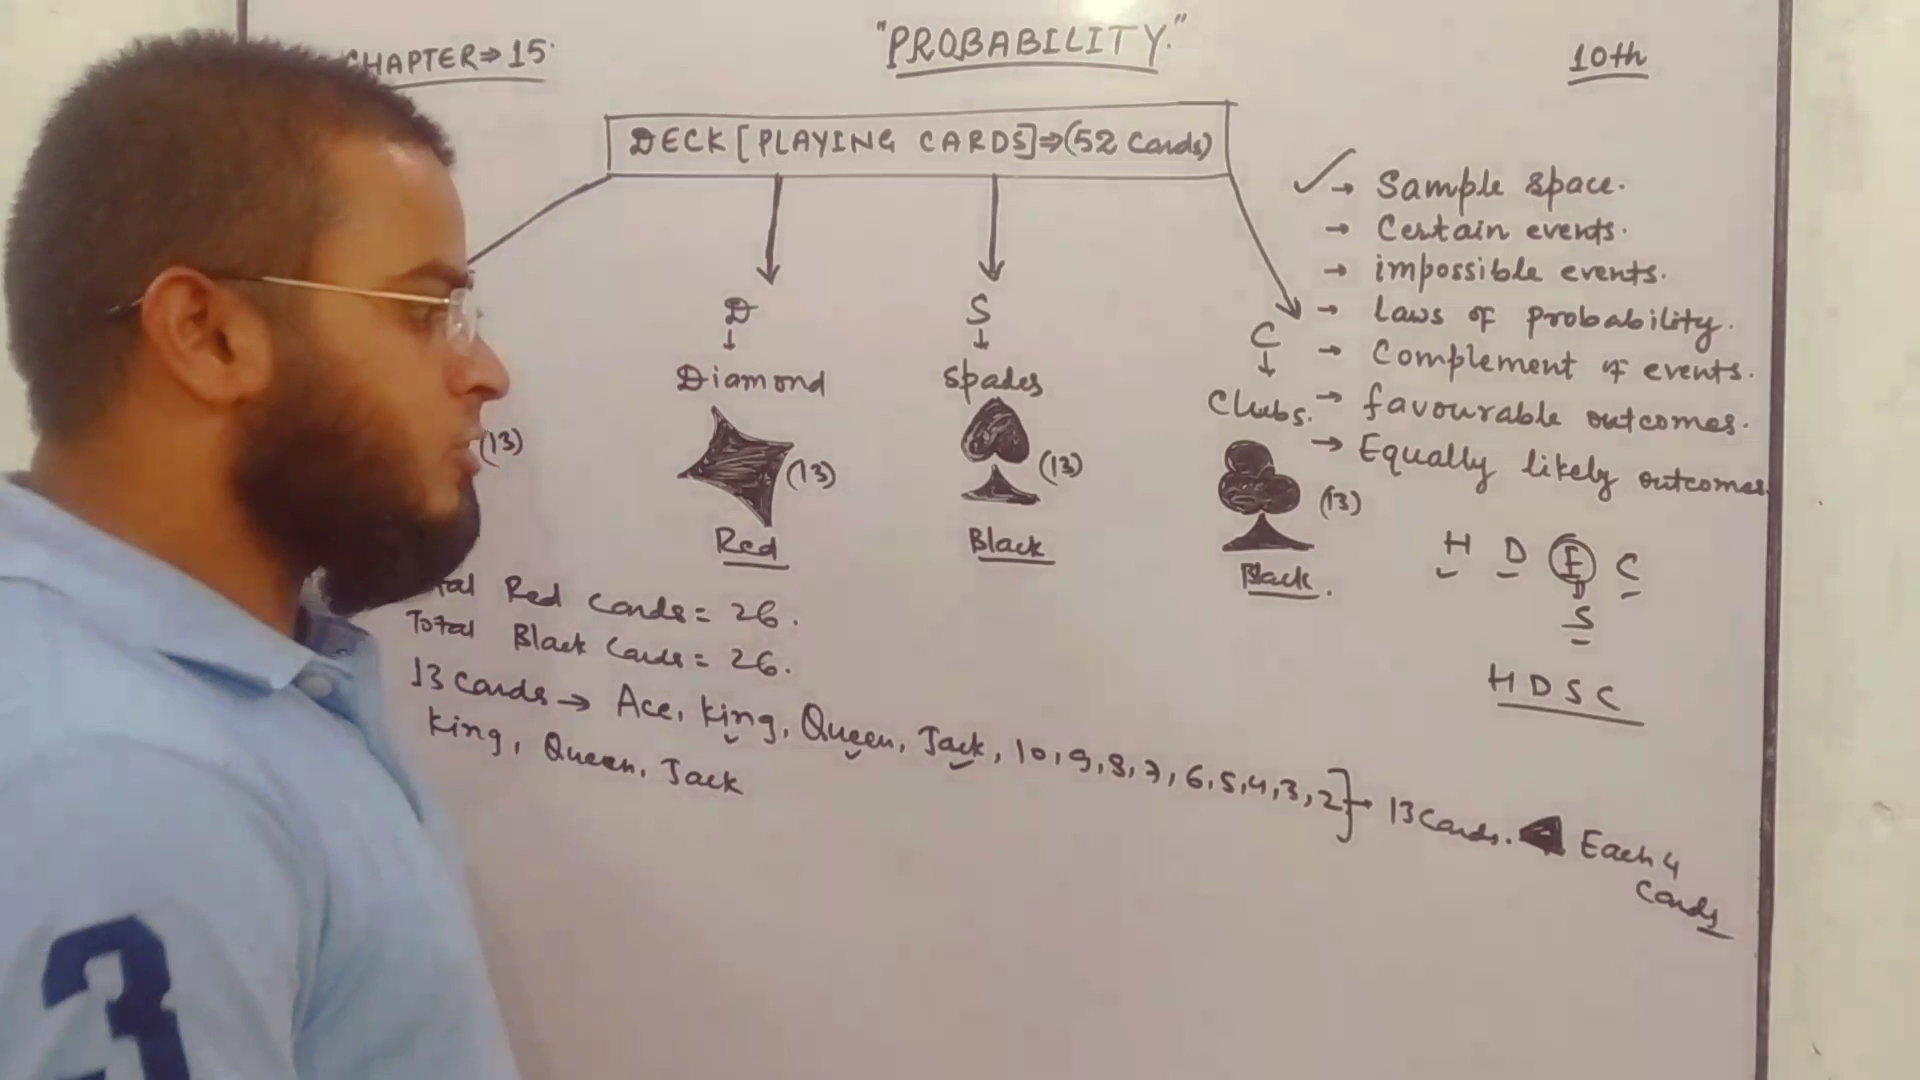 CHAPTER⇒15
"PROBABILITY"
10th
DECK [PLAYING CARDS]⇒(52 Cards)
→ Sample space.
→ Certain events.
→ impossible events.
→ laws of probability.
→ Complement of events.
→ favourable outcomes.
→ Equally likely outcomes
D
↓
Diamond
(13)
Red
S
↓
Spades
(13)
Black
C
↓
Clubs.
(13)
Black.
(13)
H D E C
S
HDSC
Red Cards = 26.
Total Black Cards = 26.
13 Cards → Ace, King, Queen, Jack, 10, 9, 8, 7, 6, 5, 4, 3, 2} → 13 Cards. Each 4 Cards
King, Queen, Jack
3